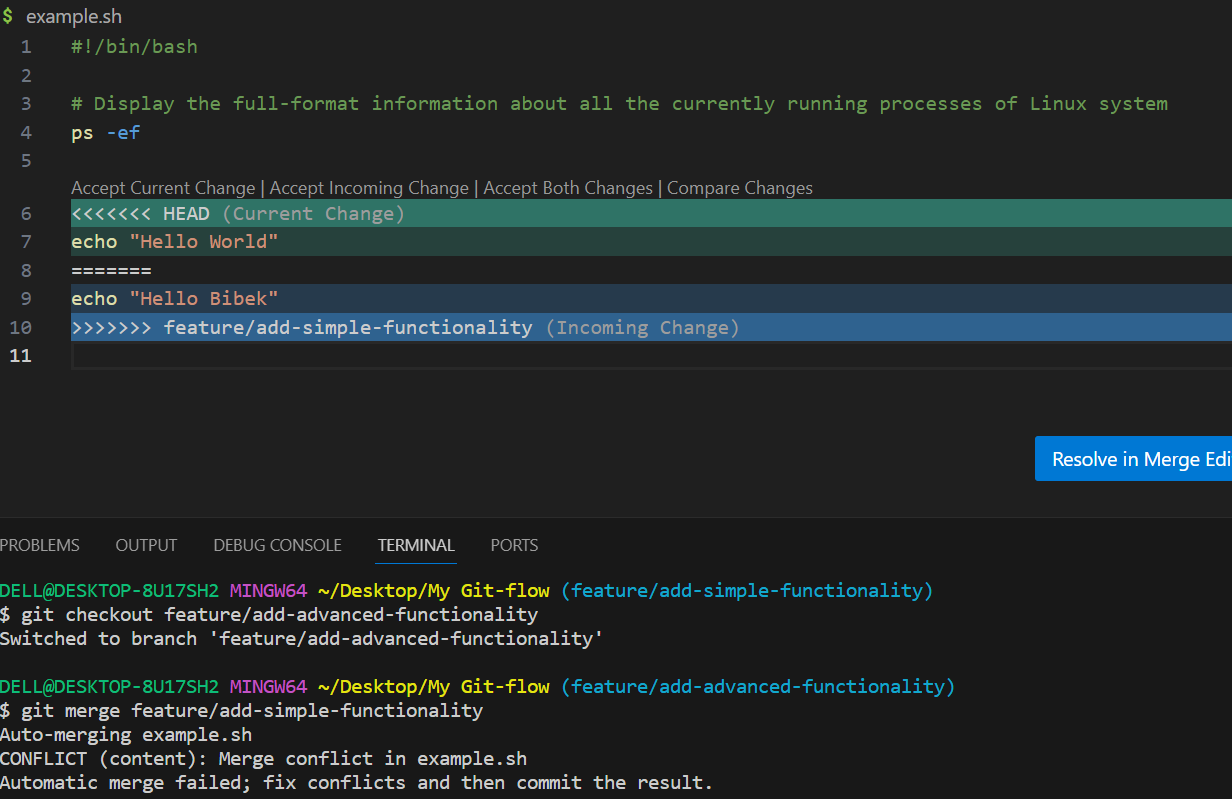 $ example.sh
1 #!/bin/bash
2
3 # Display the full-format information about all the currently running processes of Linux system
4 ps -ef
5
Accept Current Change | Accept Incoming Change | Accept Both Changes | Compare Changes
6 <<<<<<< HEAD (Current Change)
7 echo "Hello World"
8 =======
9 echo "Hello Bibek"
10 >>>>>>> feature/add-simple-functionality (Incoming Change)
11
Resolve in Merge Edi
PROBLEMS OUTPUT DEBUG CONSOLE TERMINAL PORTS
DELL@DESKTOP-8U17SH2 MINGW64 ~/Desktop/My Git-flow (feature/add-simple-functionality)
$ git checkout feature/add-advanced-functionality
Switched to branch 'feature/add-advanced-functionality'
DELL@DESKTOP-8U17SH2 MINGW64 ~/Desktop/My Git-flow (feature/add-advanced-functionality)
$ git merge feature/add-simple-functionality
Auto-merging example.sh
CONFLICT (content): Merge conflict in example.sh
Automatic merge failed; fix conflicts and then commit the result.